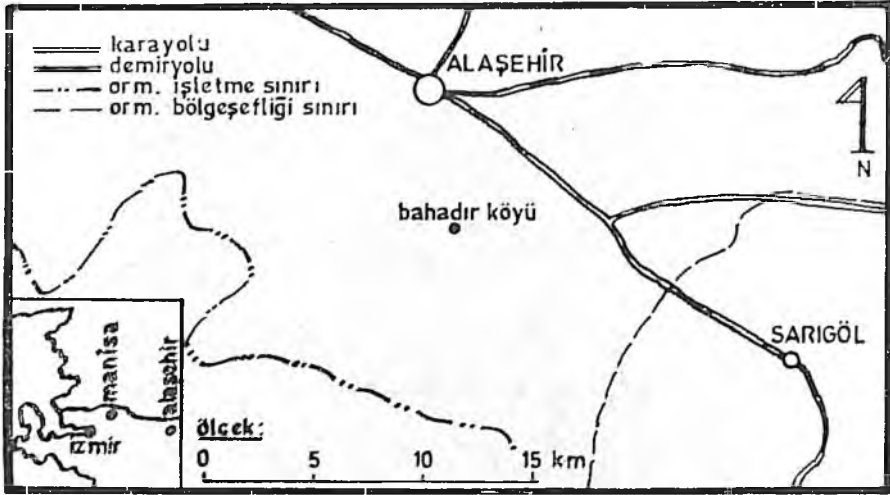 karayolu
demiryolu
orm. işletme sınırı
orm. bölgeşefliği sınırı
ALAŞEHİR
N
bahadır köyü
SARIGÖL
manisa
alaşehir
izmir
ölçek:
0 5 10 15 km